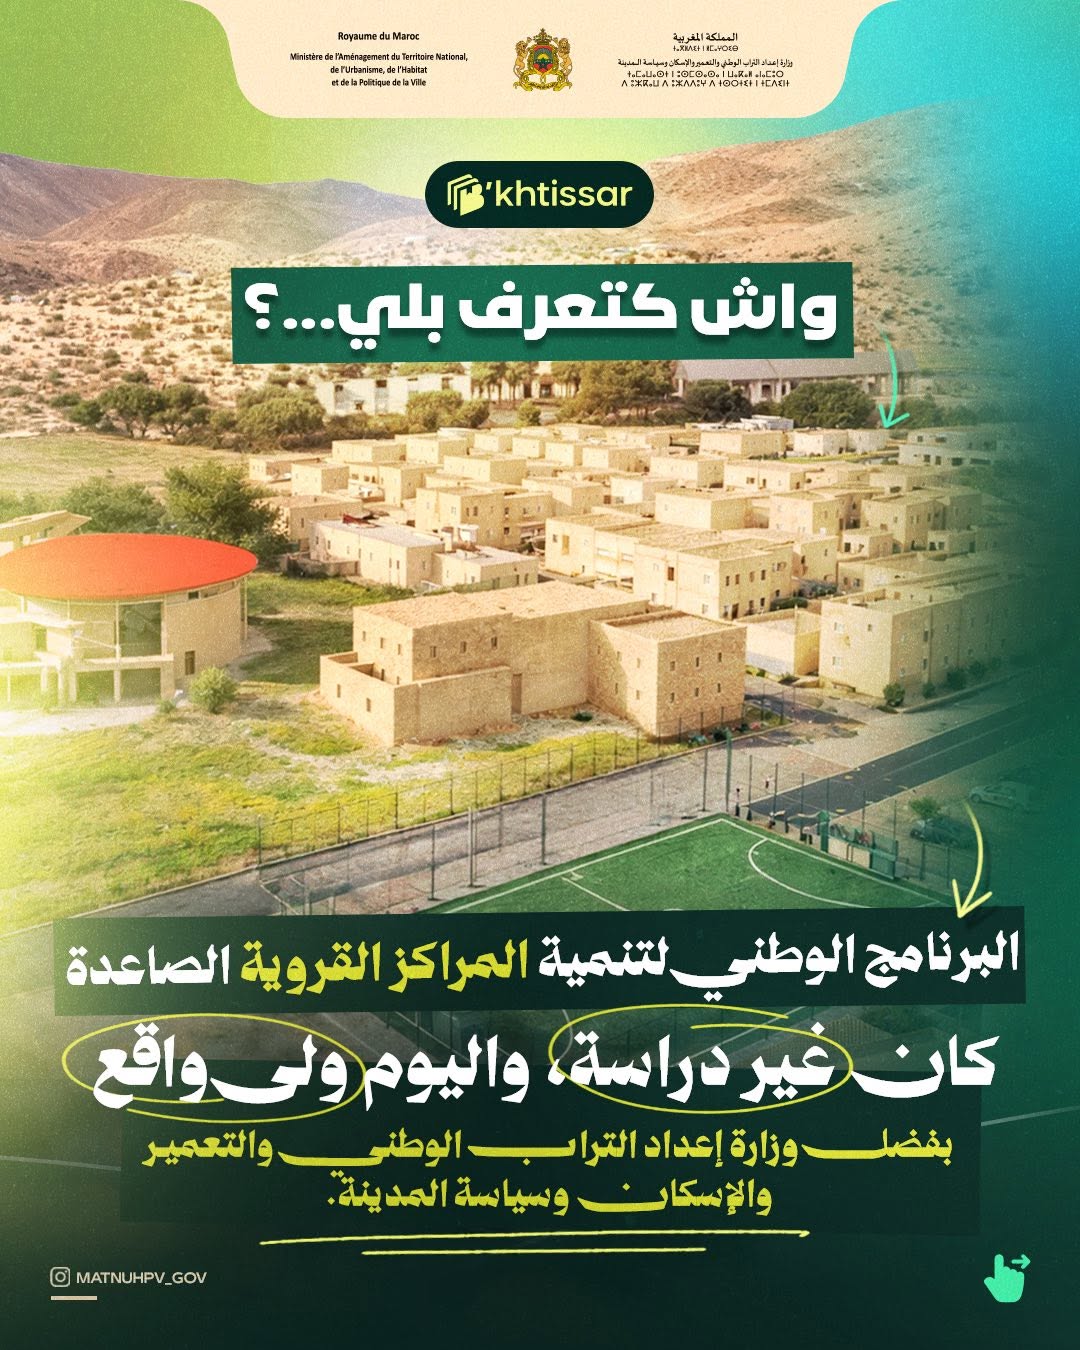 Royaume du Maroc
Ministère de l'Aménagement du Territoire National,
de l'Urbanisme, de l'Habitat
et de la Politique de la Ville
المملكة المغربية
ⵜⴰⴳⵍⴷⵉⵜ ⵏ ⵍⵎⵖⵔⵉⴱ
وزارة إعداد التراب الوطني والتعمير والإسكان وسياسة المدينة
'khtissar
واش كتعرف بلي...؟
البرنامج الوطني لتنمية المراكز القروية الصاعدة
كان غير دراسة، واليوم ولى واقع
بفضل وزارة إعداد التراب الوطني والتعمير
والإسكان وسياسة المدينة.
MATNUHPV_GOV